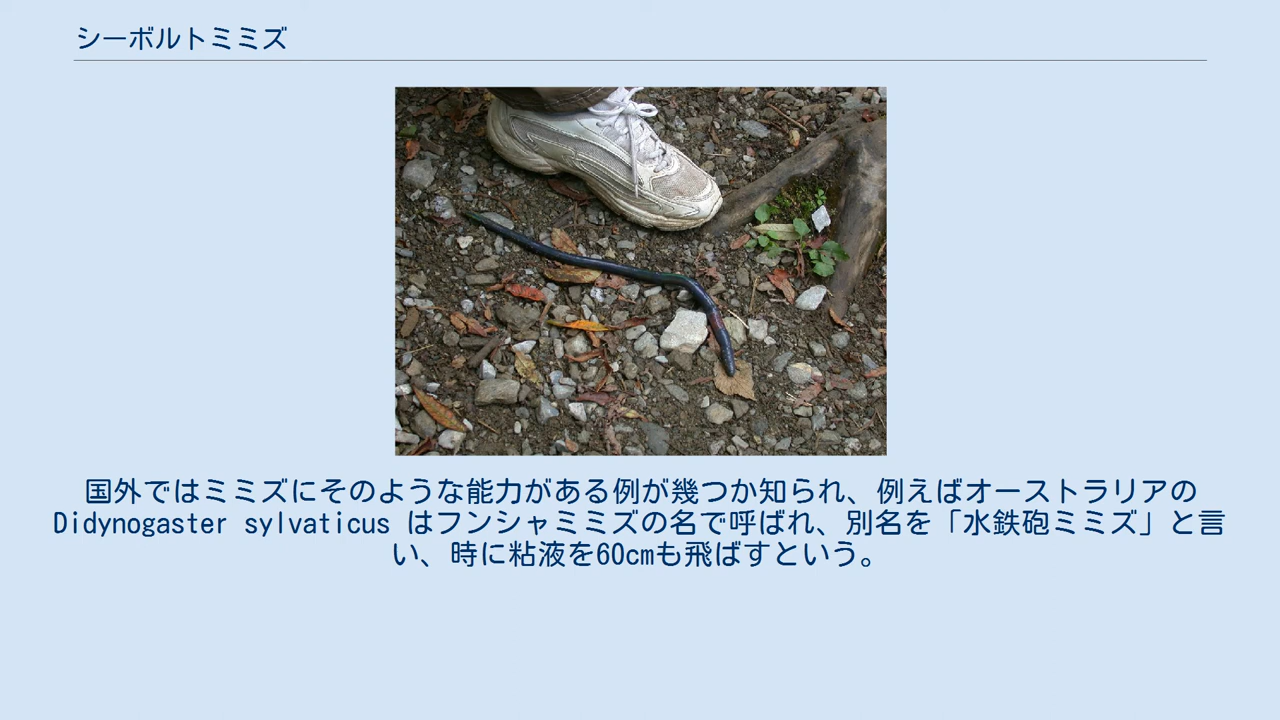 シーボルトミミズ
国外ではミミズにそのような能力がある例が幾つか知られ、例えばオーストラリアの
Didynogaster sylvaticus はフンシャミミズの名で呼ばれ、別名を「水鉄砲ミミズ」と言
い、時に粘液を60cmも飛ばすという。